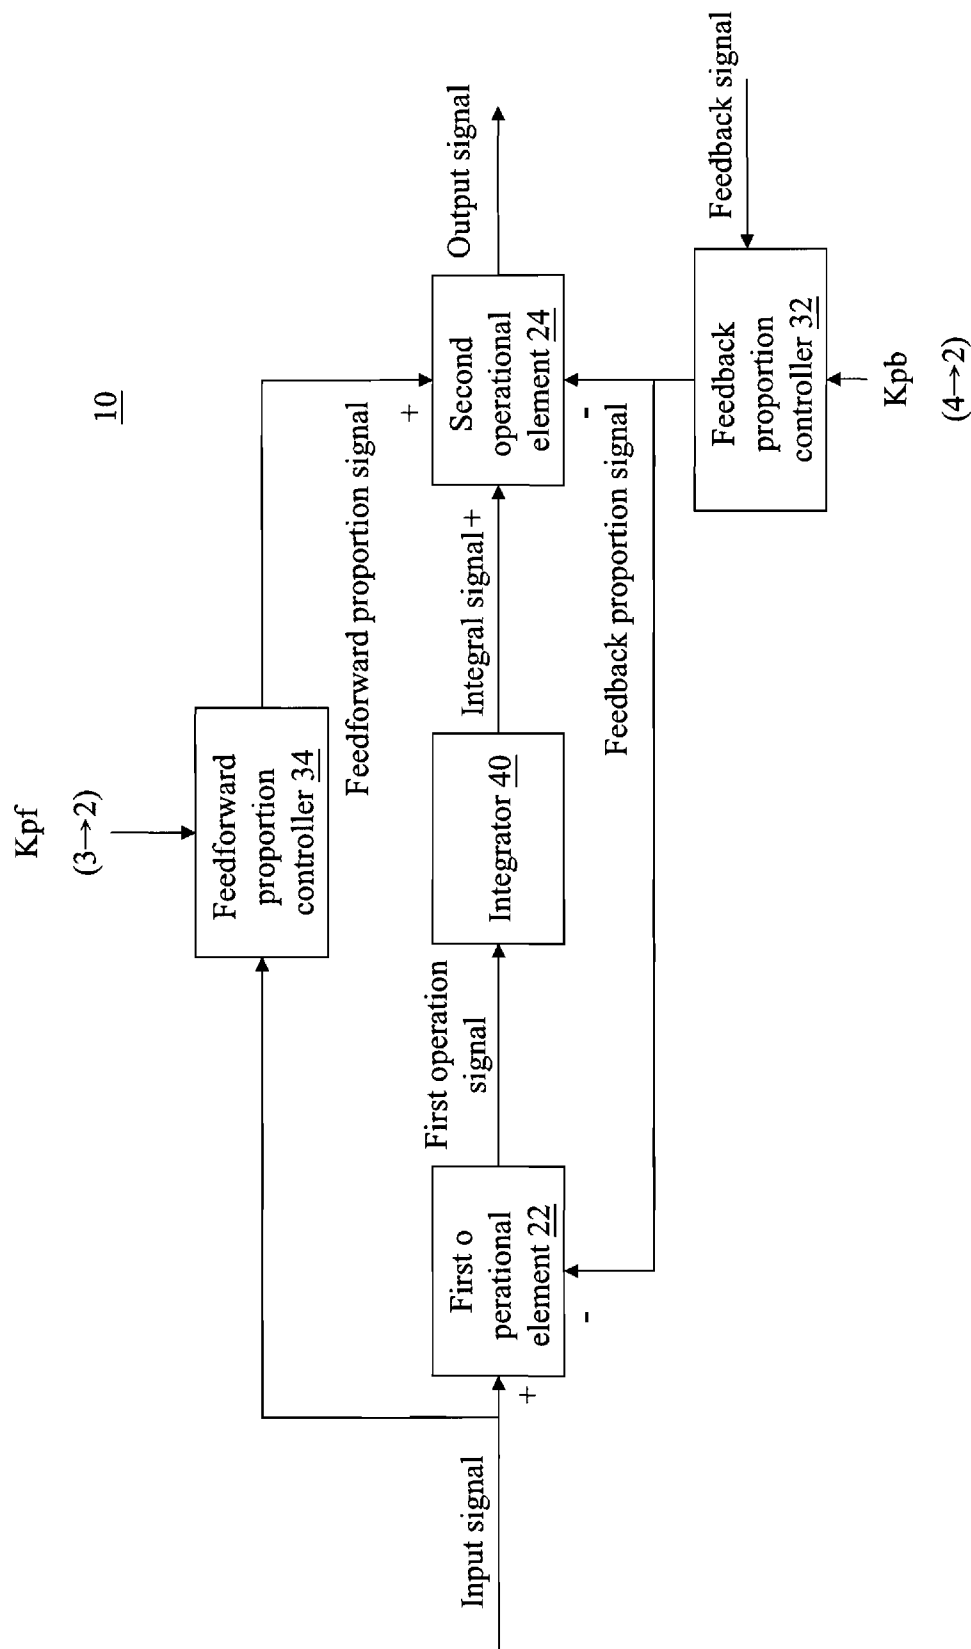 10
Kpf
(3→2)
Feedforward
proportion
controller 34
Feedforward proportion signal
Input signal
+
-
First o
perational
element 22
First operation
signal
Integrator 40
Integral signal +
+
-
Second
operational
element 24
Output signal
Feedback proportion signal
Feedback
proportion
controller 32
Feedback signal
Kpb
(4→2)